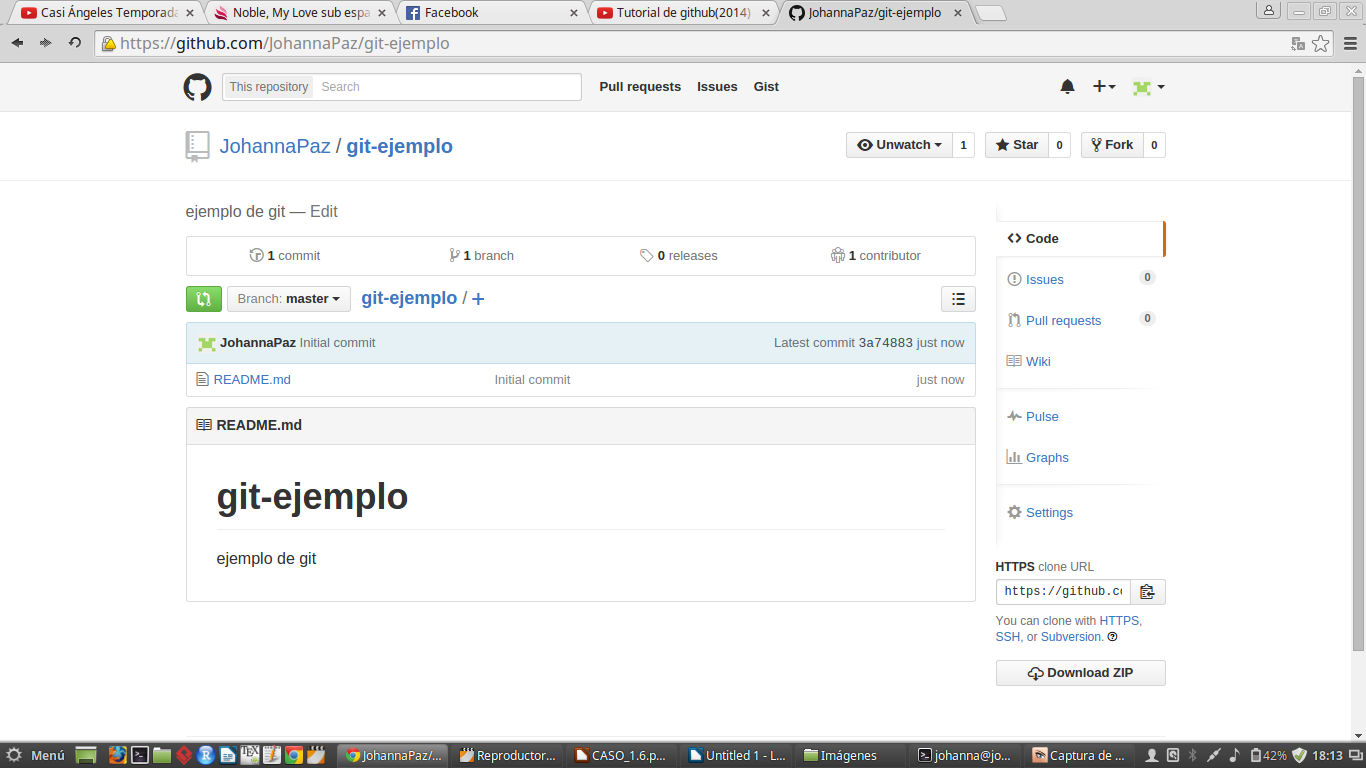 Casi Ángeles Temporada
Noble, My Love sub espa
Facebook
Tutorial de github(2014)
JohannaPaz/git-ejemplo
https://github.com/JohannaPaz/git-ejemplo
This repository Search Pull requests Issues Gist
JohannaPaz / git-ejemplo
Unwatch 1 Star 0 Fork 0
ejemplo de git — Edit
1 commit 1 branch 0 releases 1 contributor
Branch: master git-ejemplo / +
JohannaPaz Initial commit Latest commit 3a74883 just now
README.md Initial commit just now
README.md
git-ejemplo
ejemplo de git
Code
Issues 0
Pull requests 0
Wiki
Pulse
Graphs
Settings
HTTPS clone URL
https://github.co
You can clone with HTTPS,
SSH, or Subversion.
Download ZIP
Menú JohannaPaz/... Reproductor... CASO_1.6.p... Untitled 1 - L... Imágenes johanna@jo... Captura de ... 42% 18:13